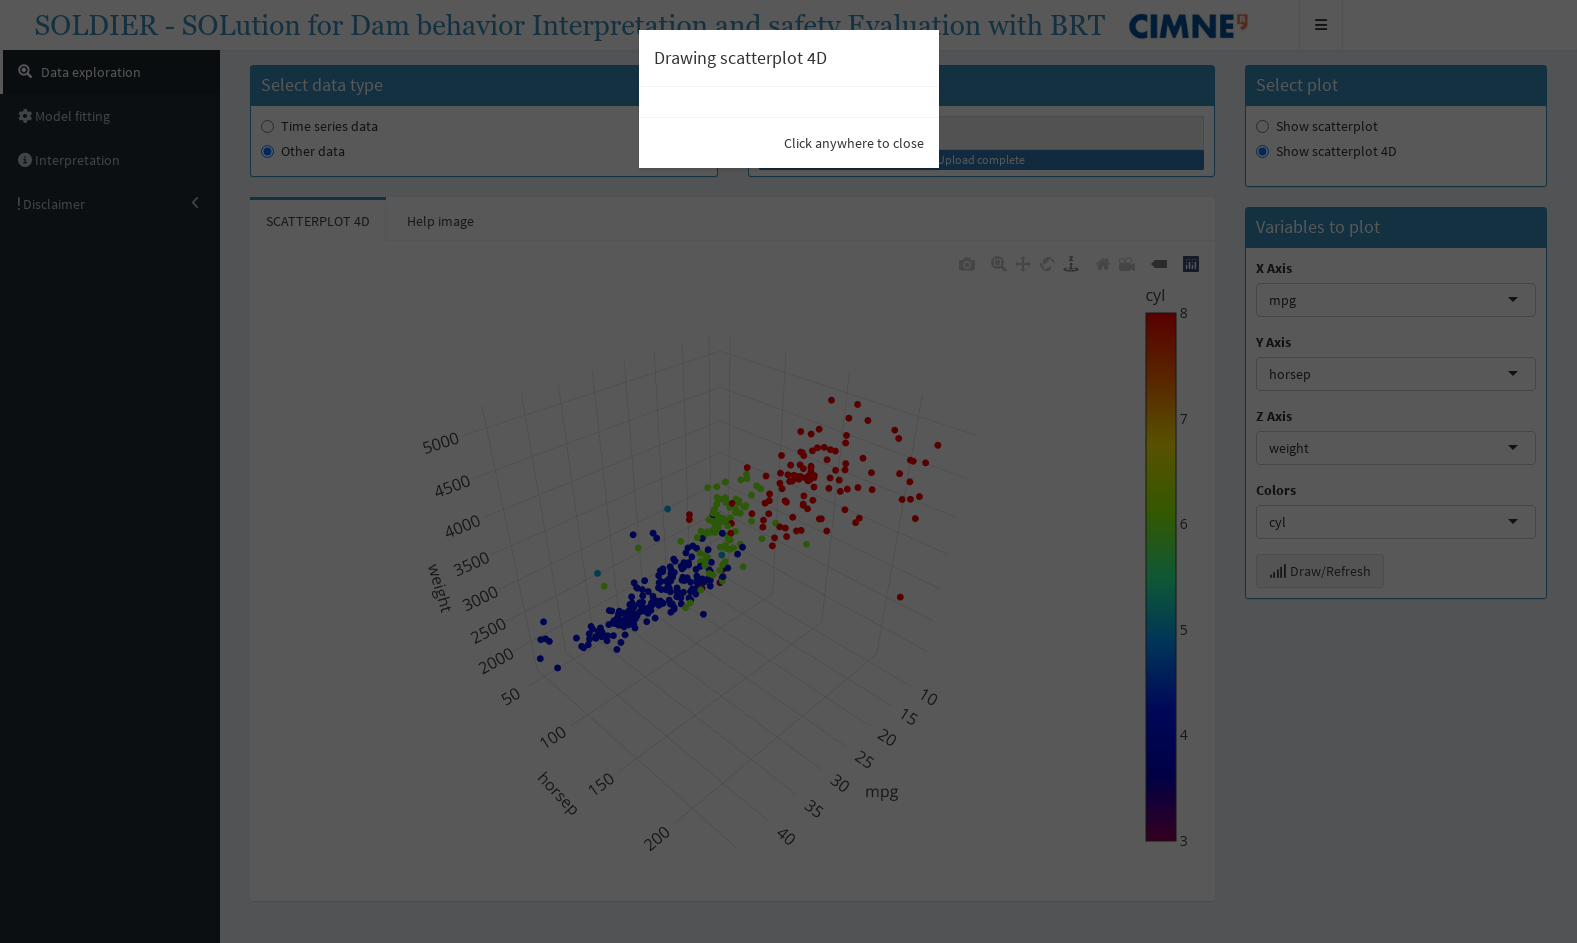 SOLDIER - SOLution for Dam behavior Interpretation and safety Evaluation with BRT
CIMNE
Drawing scatterplot 4D
Click anywhere to close
Data exploration
Model fitting
Interpretation
! Disclaimer
Select data type
Time series data
Other data
Upload complete
Select plot
Show scatterplot
Show scatterplot 4D
SCATTERPLOT 4D
Help image
Variables to plot
X Axis
mpg
Y Axis
horsep
Z Axis
weight
Colors
cyl
Draw/Refresh
cyl
8
7
6
5
4
3
5000
4500
4000
3500
3000
2500
2000
weight
50
100
150
200
horsep
10
15
20
25
30
35
40
mpg